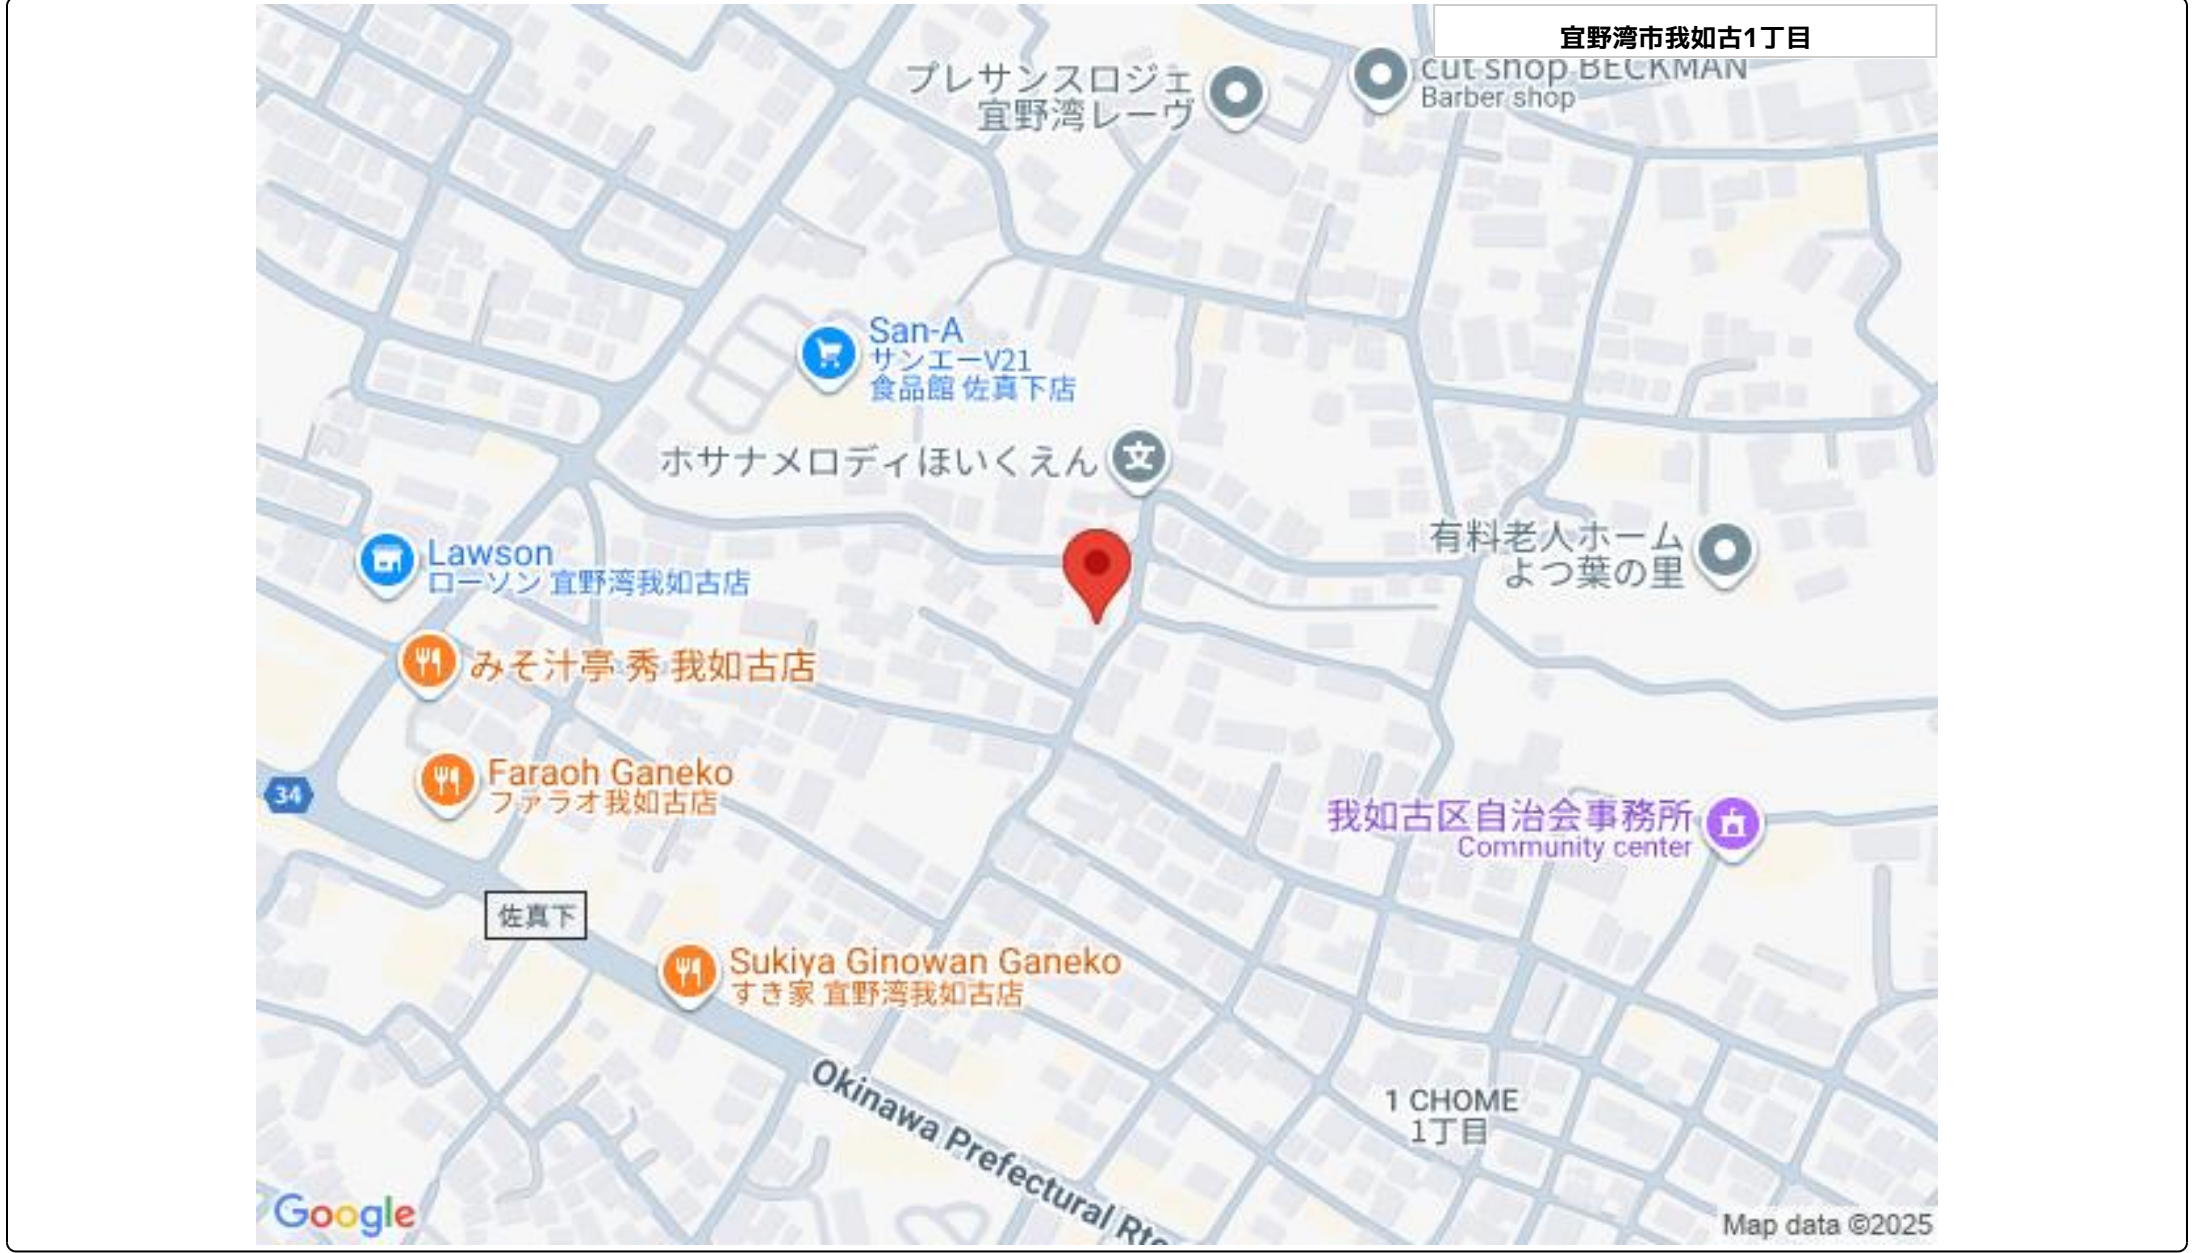 宜野湾市我如古1丁目
プレサンスロジェ
宜野湾レーヴ
cut shop BECKMAN
Barber shop
San-A
サンエーV21
食品館 佐真下店
ホサナメロディほいくえん
有料老人ホーム
よつ葉の里
Lawson
ローソン 宜野湾我如古店
みそ汁亭 秀 我如古店
Faraoh Ganeko
ファラオ我如古店
34
我如古区自治会事務所
Community center
佐真下
Sukiya Ginowan Ganeko
すき家 宜野湾我如古店
Okinawa Prefectural Rte
1 CHOME
1丁目
Google
Map data ©2025